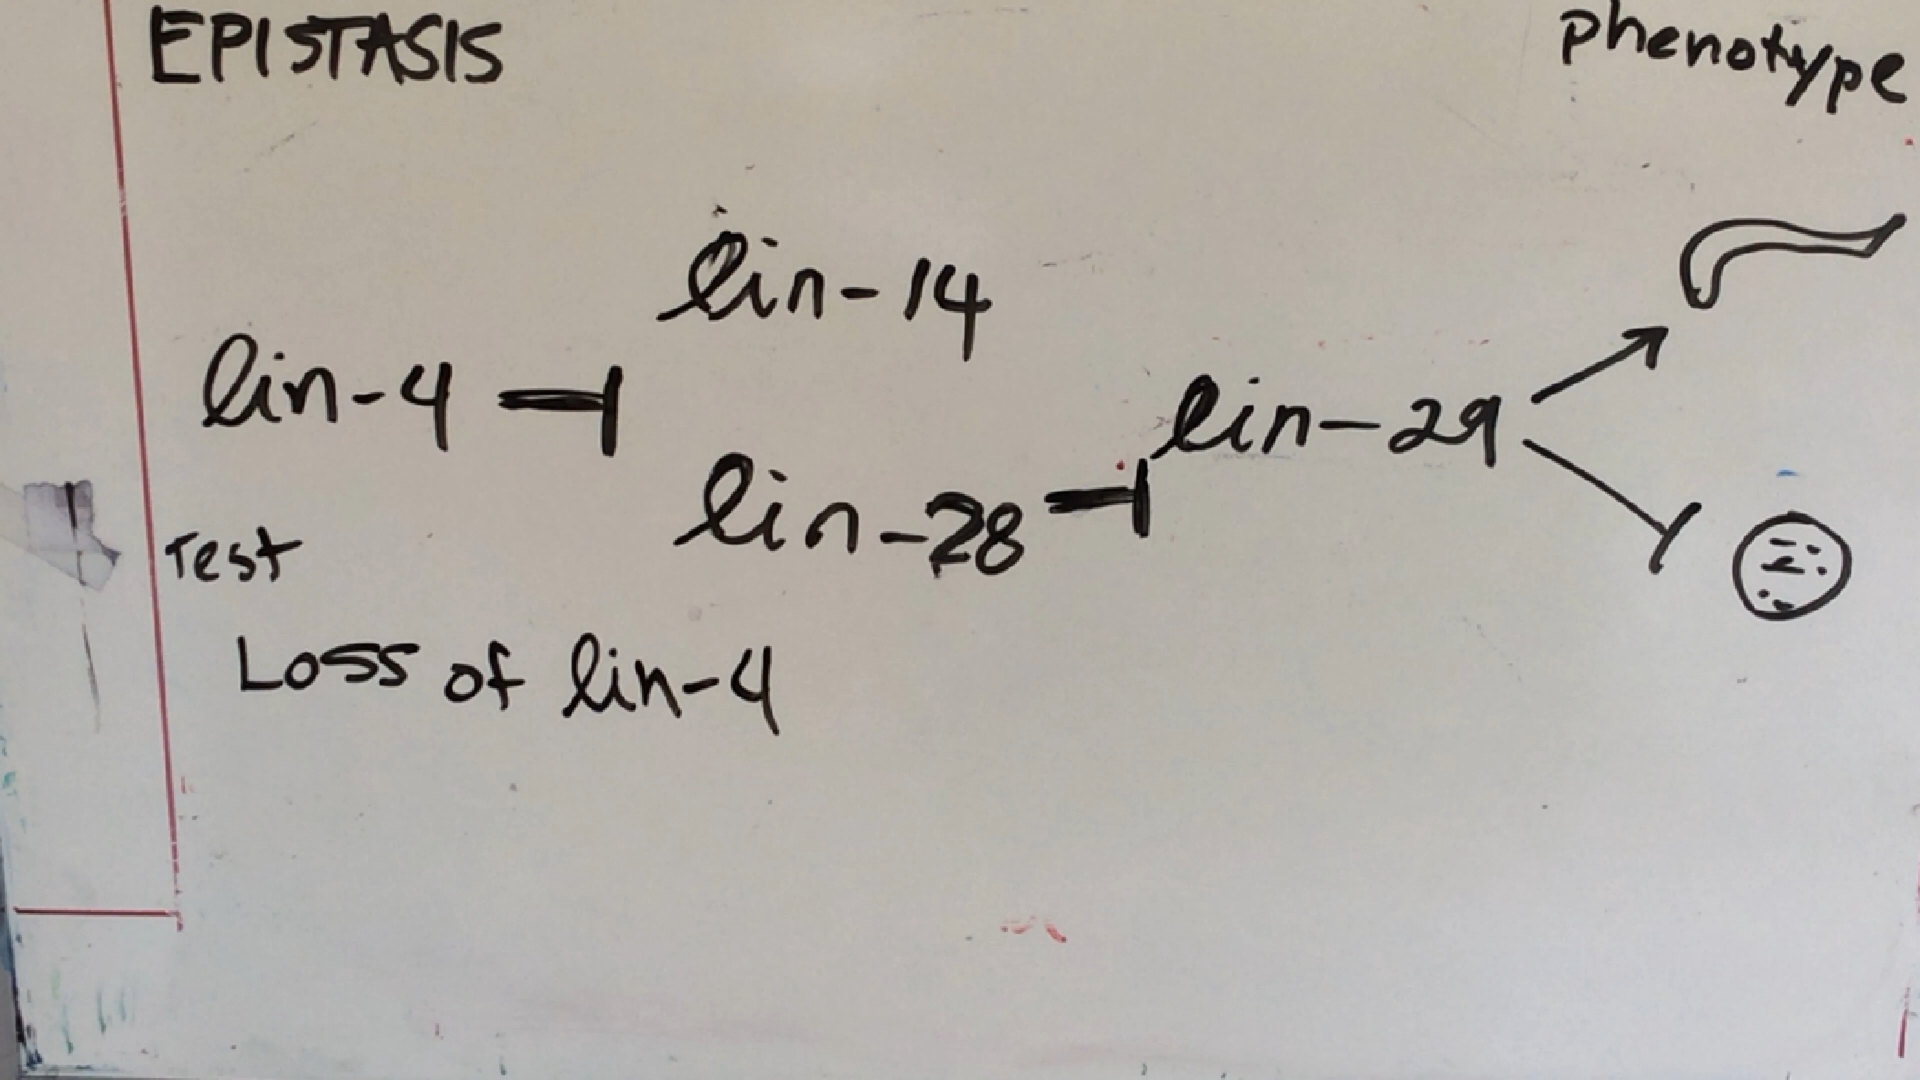 EPISTASIS
phenotype
lin-14
lin-4
lin-29
lin-28
Test
Loss of lin-4